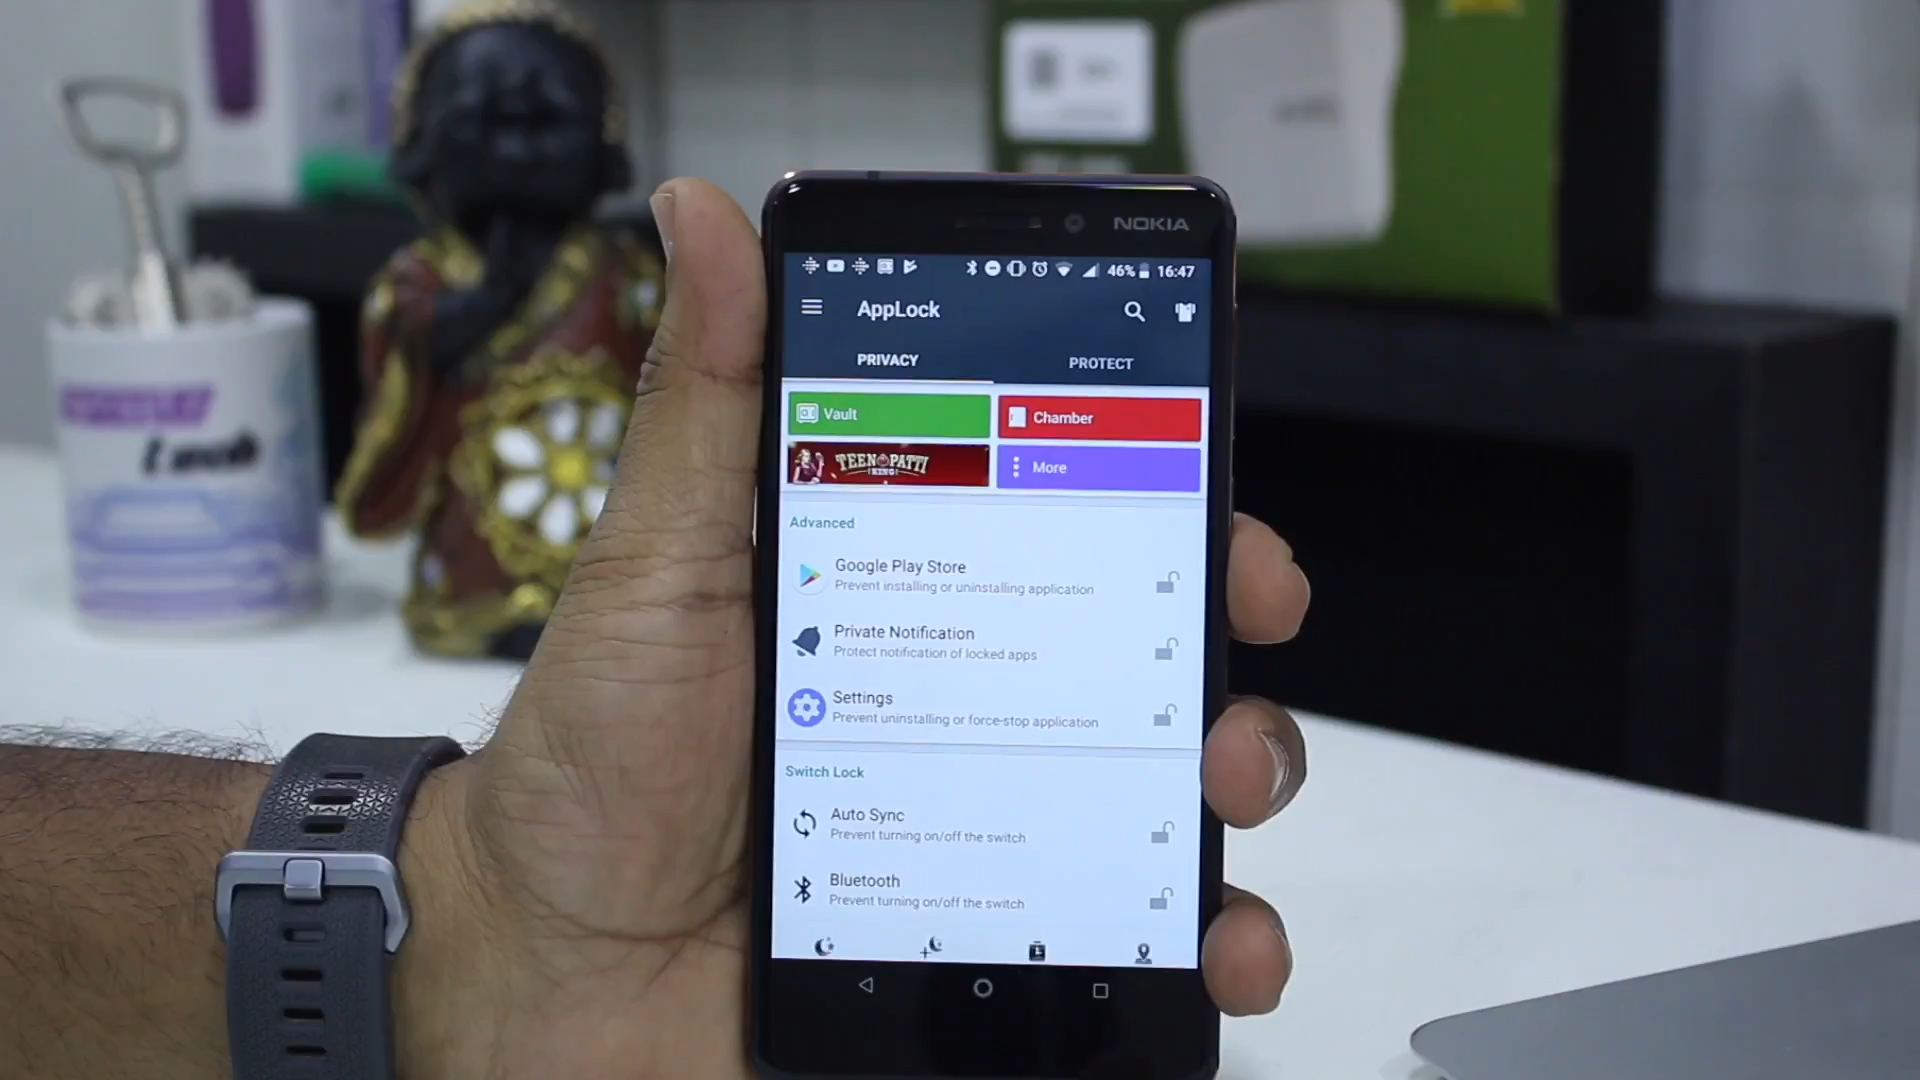 NOKIA
46% 16:47
AppLock
PRIVACY
PROTECT
Vault
Chamber
TEEN PATTI
KING
More
Advanced
Google Play Store
Prevent installing or uninstalling application
Private Notification
Protect notification of locked apps
Settings
Prevent uninstalling or force-stop application
Switch Lock
Auto Sync
Prevent turning on/off the switch
Bluetooth
Prevent turning on/off the switch